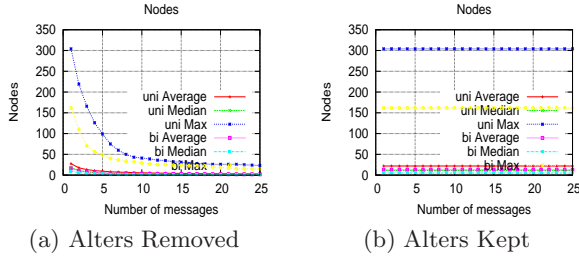 Nodes
350
300
250
200
150
100
50
0
Nodes
uni Average
uni Median
uni Max
bi Average
bi Median
bi Max
0 5 10 15 20 25
Number of messages
(a) Alters Removed
Nodes
350
300
250
200
150
100
50
0
Nodes
uni Average
uni Median
uni Max
bi Average
bi Median
bi Max
0 5 10 15 20 25
Number of messages
(b) Alters Kept